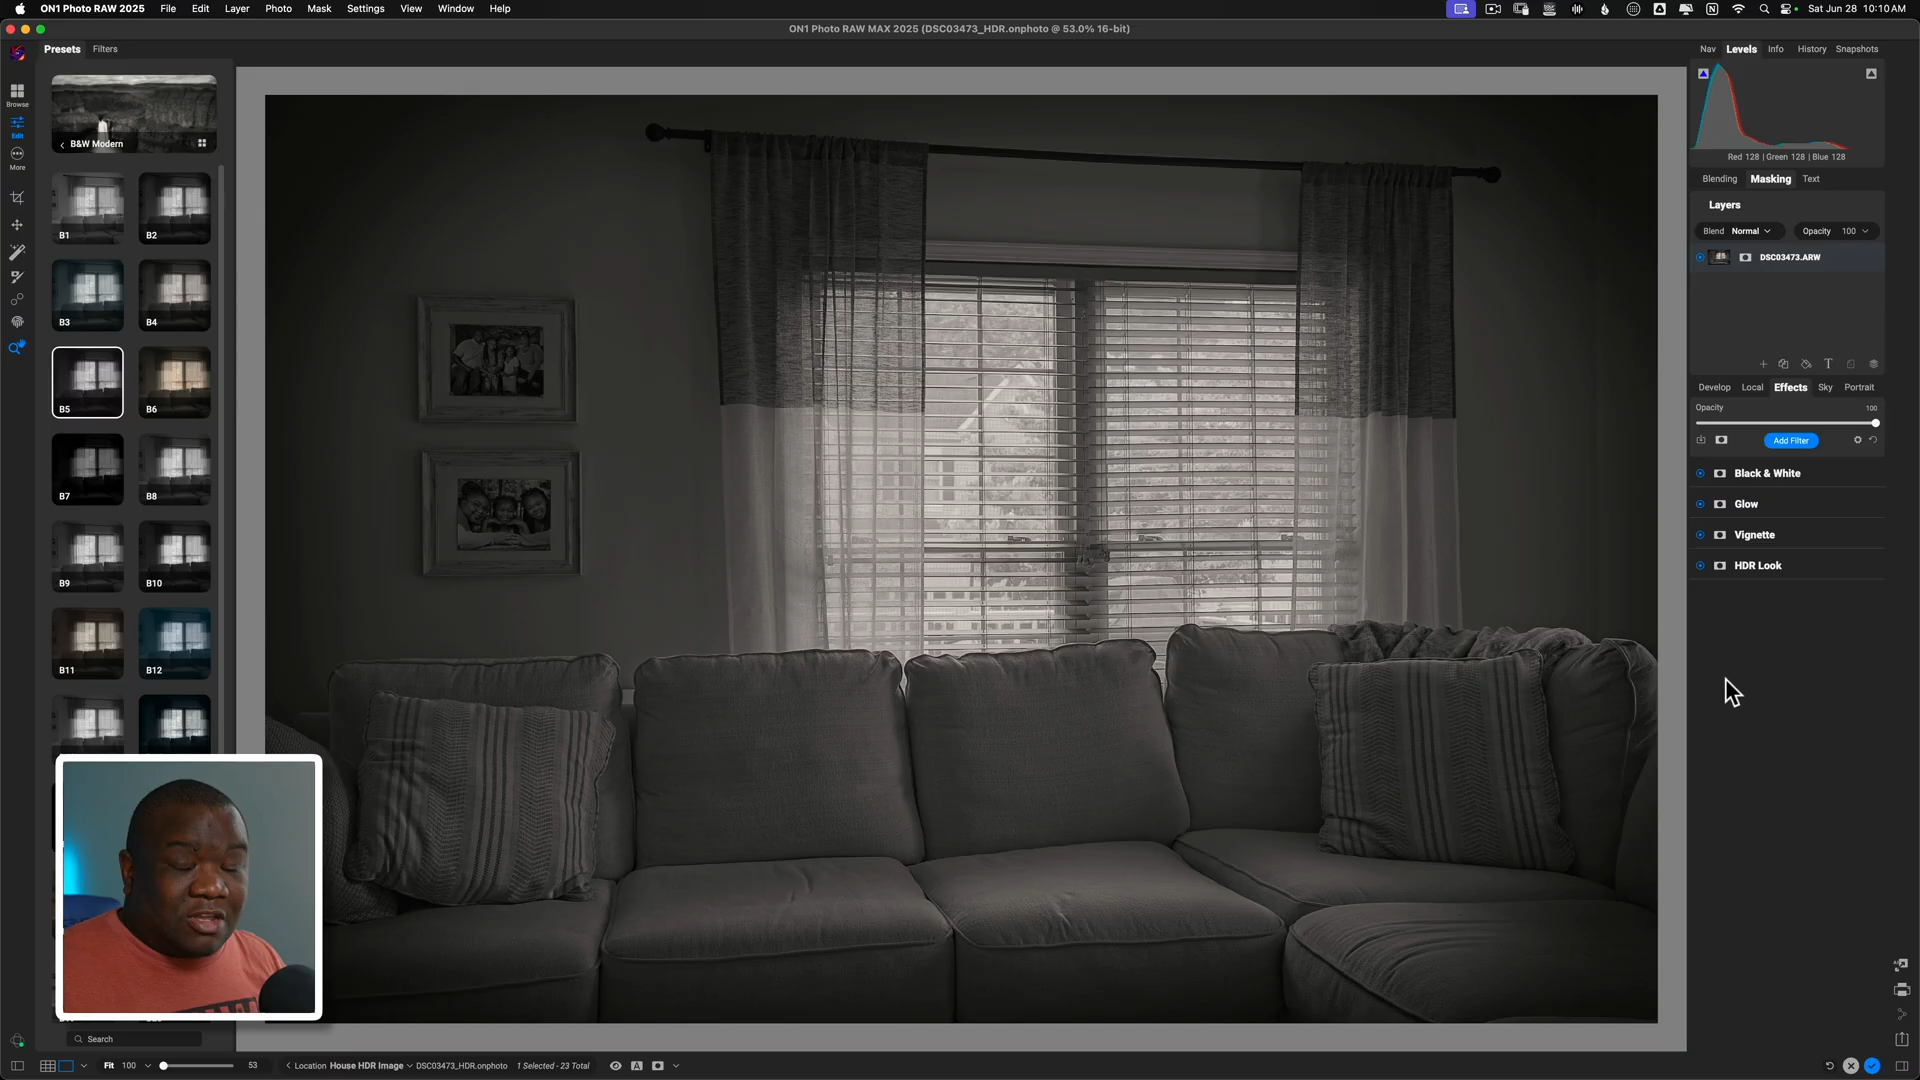 ON1 Photo RAW 2025 File Edit Layer Photo Mask Settings View Window Help Sat Jun 28 10:10 AM
ON1 Photo RAW MAX 2025 (DSC03473_HDR.onphoto @ 53.0% 16-bit)
Presets Filters
Nav Levels Info History Snapshots
Browse
Edit
More
B&W Modern
Red 128 | Green 128 | Blue 128
Blending Masking Text
Layers
Blend Normal Opacity 100
DSC03473.ARW
Develop Local Effects Sky Portrait
Opacity 100
Add Filter
Black & White
Glow
Vignette
HDR Look
B1 B2
B3 B4
B5 B6
B7 B8
B9 B10
B11 B12
Search
Fit 100 53 Location House HDR Image DSC03473_HDR.onphoto 1 Selected - 23 Total